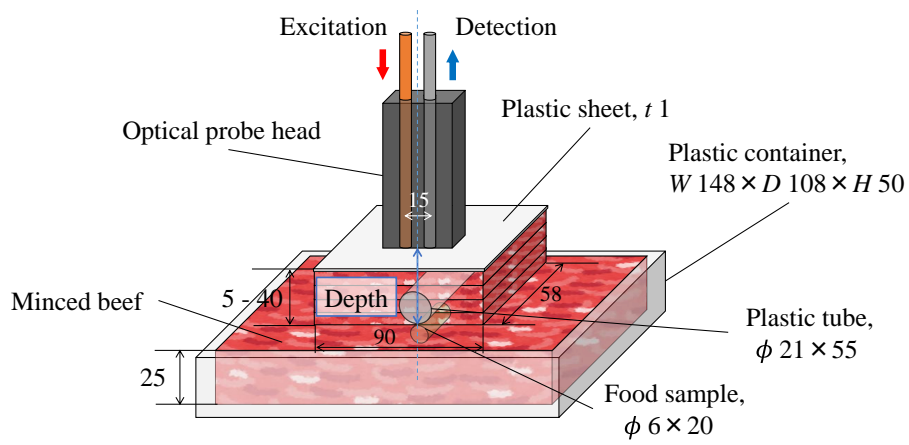 Excitation
Detection
Optical probe head
Plastic sheet, t 1
Plastic container,
W 148 × D 108 × H 50
15
Minced beef
5 - 40
Depth
58
90
25
Plastic tube,
ϕ 21 × 55
Food sample,
ϕ 6 × 20